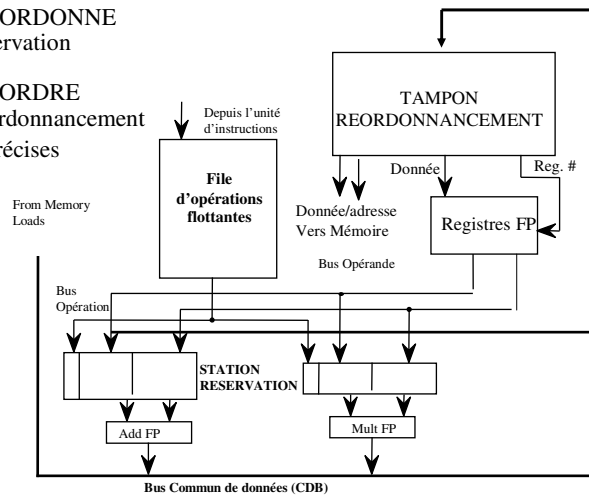 ORDONNE
ervation
ORDRE
rdonnancement
récises
Depuis l'unité
d'instructions
TAMPON
REORDONNANCEMENT
File
d'opérations
flottantes
Donnée
Reg. #
From Memory
Loads
Donnée/adresse
Vers Mémoire
Registres FP
Bus Opérande
Bus
Opération
STATION
RESERVATION
Add FP
Mult FP
Bus Commun de données (CDB)